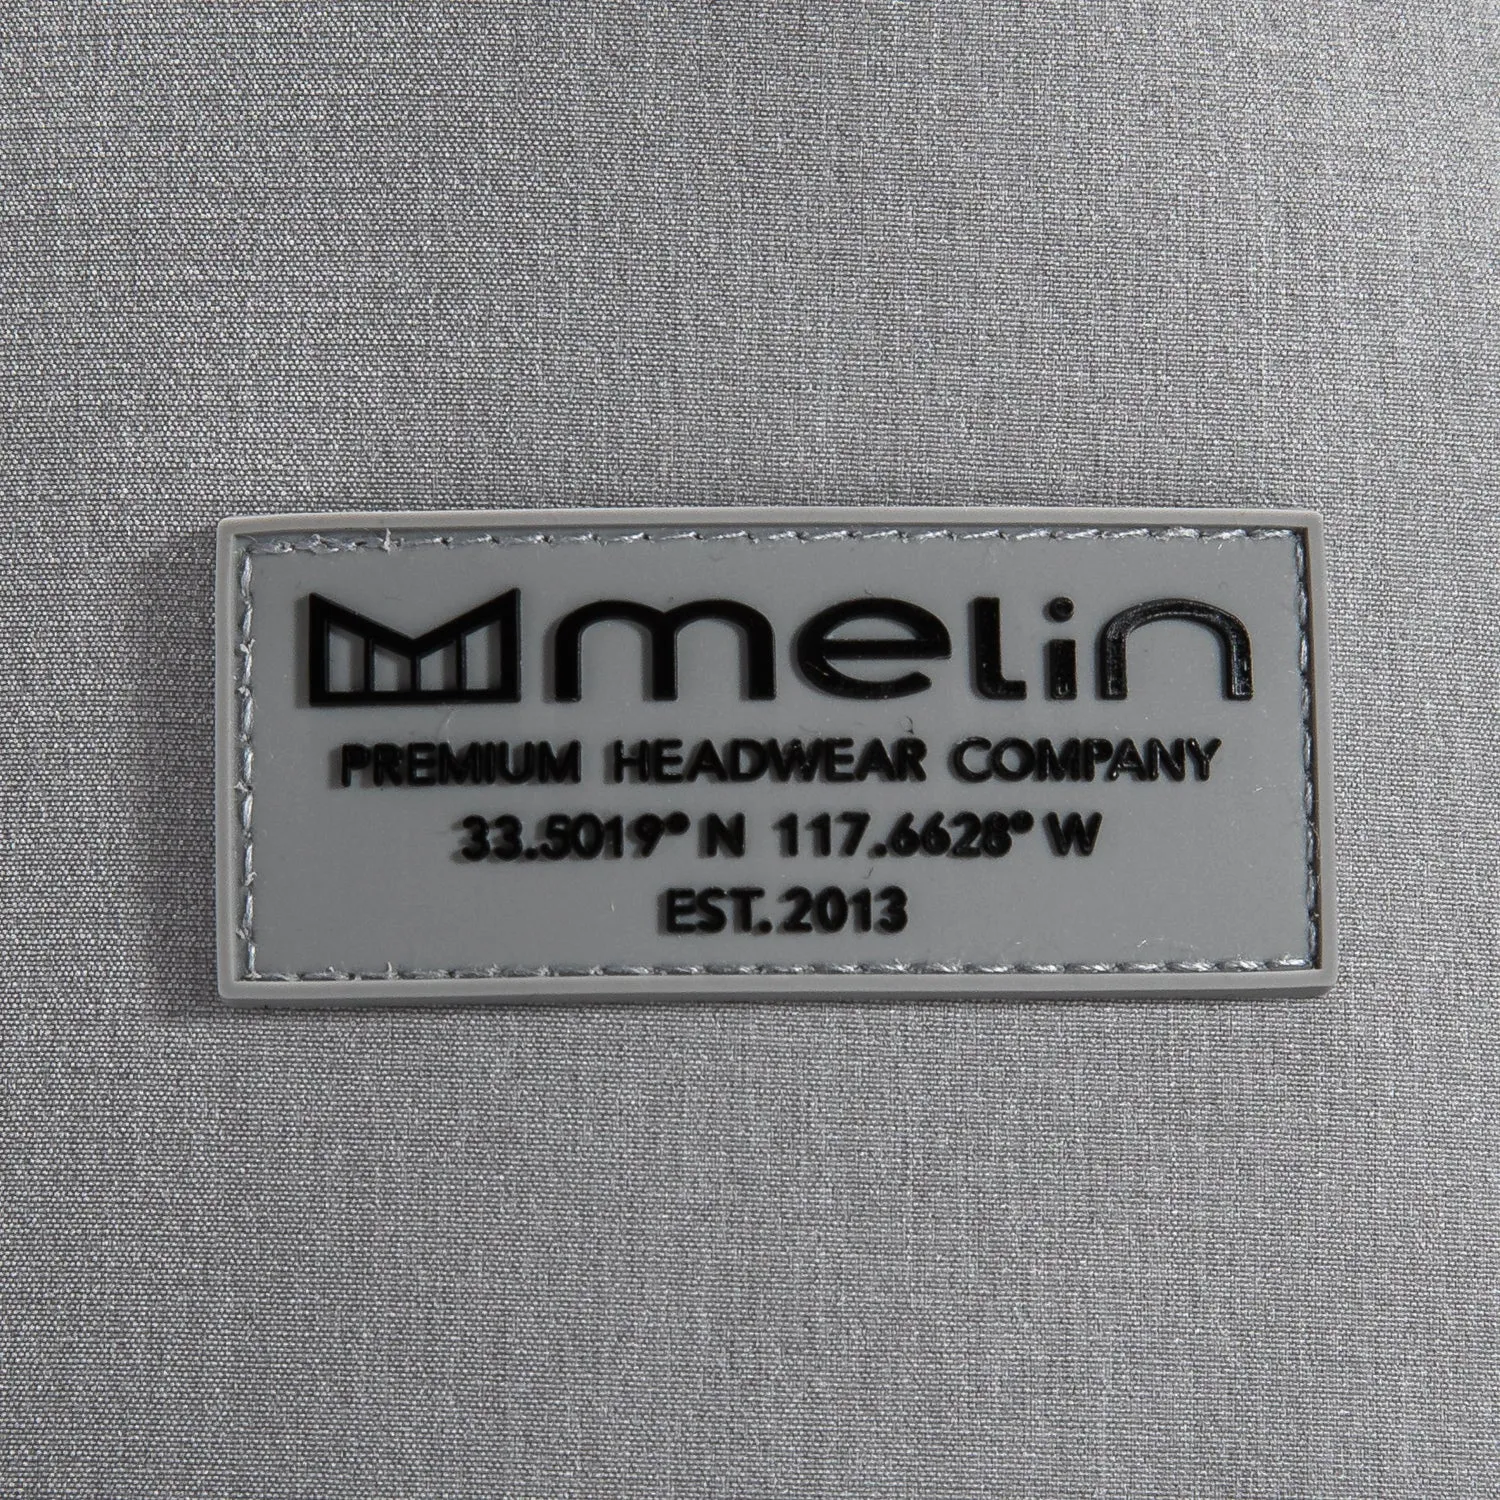 melin
PREMIUM HEADWEAR COMPANY
33.5019° N 117.6628° W
EST. 2013